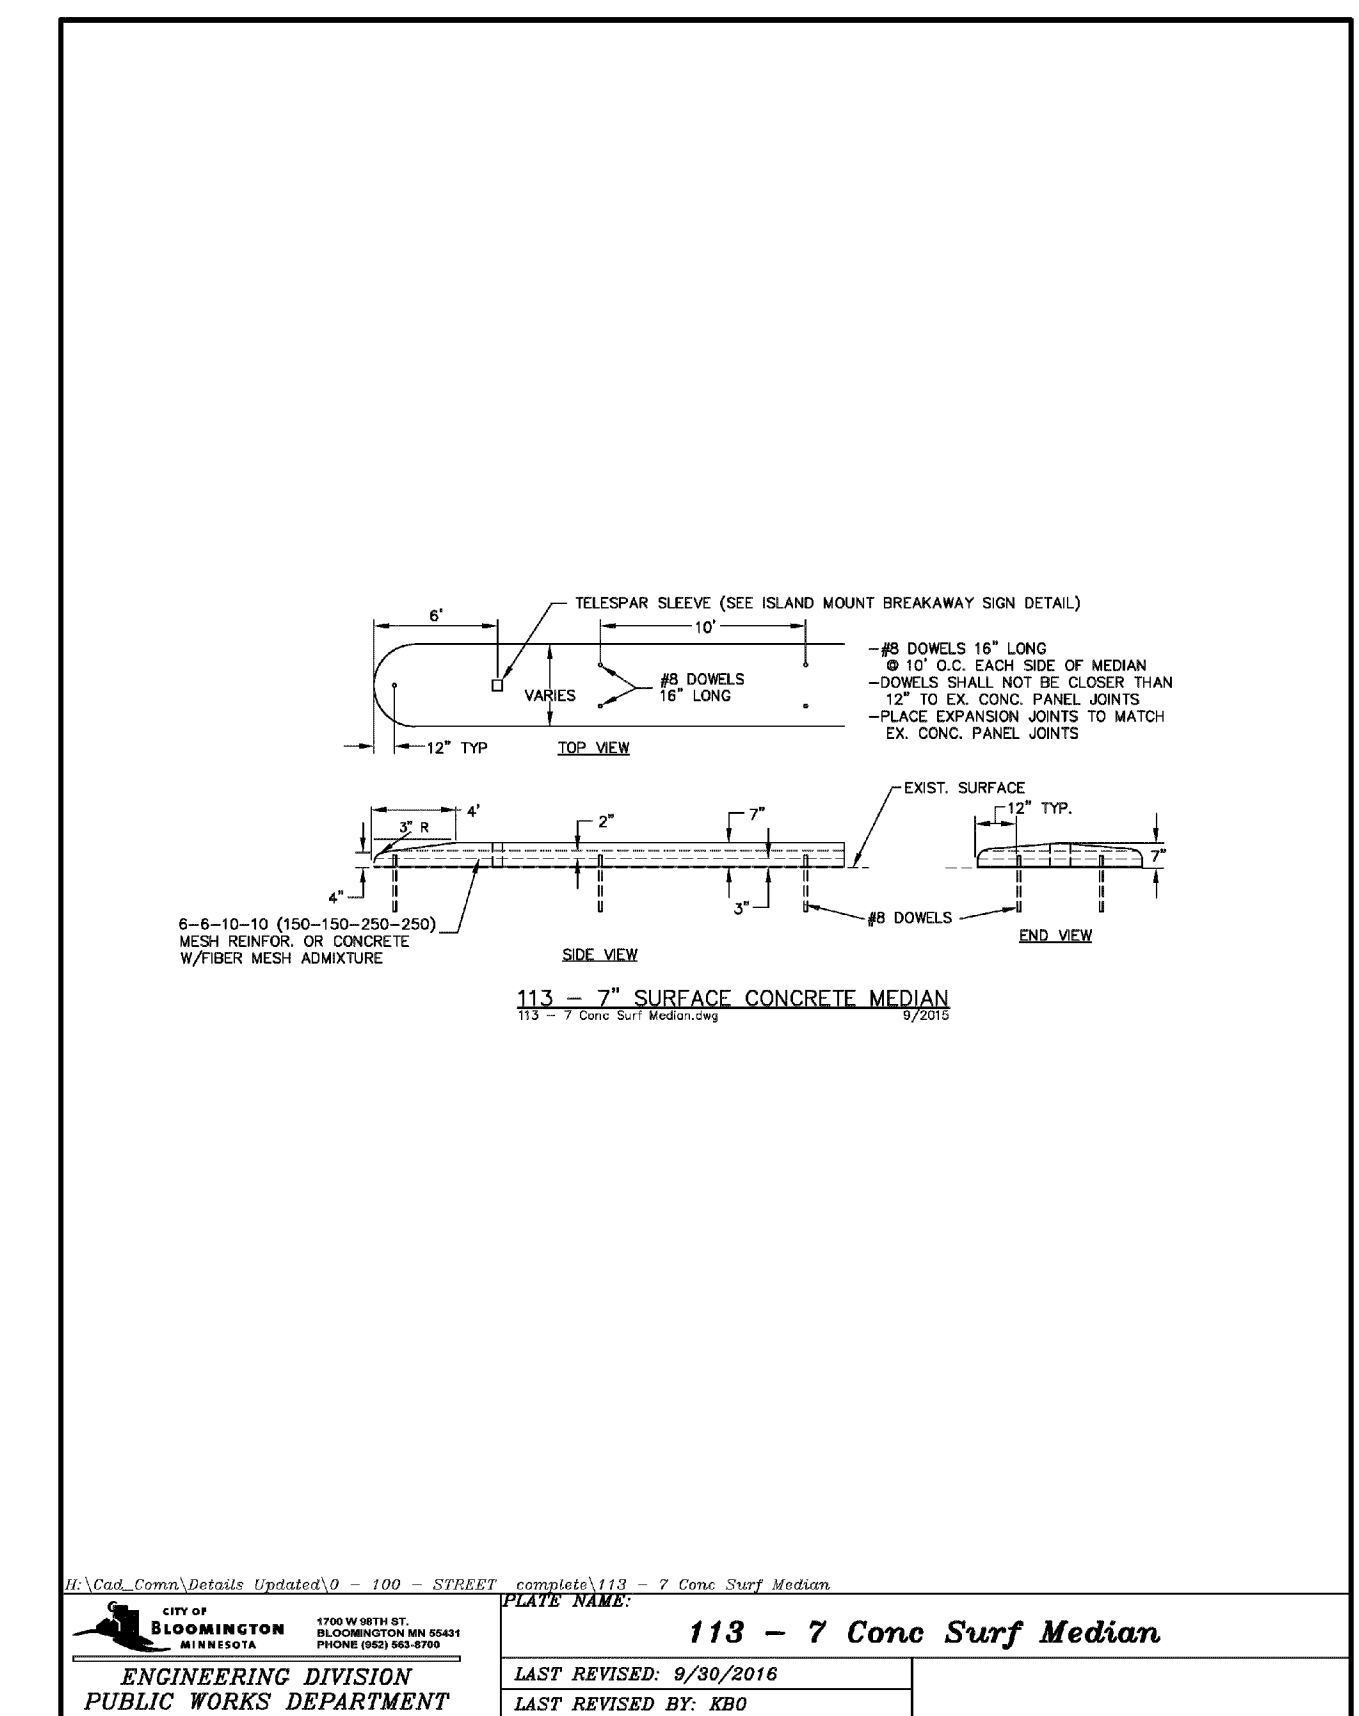 TELESPAR SLEEVE (SEE ISLAND MOUNT BREAKAWAY SIGN DETAIL)
6'
10'
#8 DOWELS
16" LONG
VARIES
-#8 DOWELS 16" LONG
@ 10' O.C. EACH SIDE OF MEDIAN
-DOWELS SHALL NOT BE CLOSER THAN
12" TO EX. CONC. PANEL JOINTS
-PLACE EXPANSION JOINTS TO MATCH
EX. CONC. PANEL JOINTS
12" TYP
TOP VIEW
EXIST. SURFACE
4'
3" R
2"
7"
12" TYP.
7"
4"
3"
6-6-10-10 (150-150-250-250)
MESH REINFOR. OR CONCRETE
W/FIBER MESH ADMIXTURE
#8 DOWELS
SIDE VIEW
END VIEW
113 - 7" SURFACE CONCRETE MEDIAN
113 - 7 Conc Surf Median.dwg 9/2015
H:\Cad_Comn\Details Updated\0 - 100 - STREET complete\113 - 7 Conc Surf Median
CITY OF
BLOOMINGTON
MINNESOTA
1700 W 98TH ST.
BLOOMINGTON MN 55431
PHONE (952) 563-8700
ENGINEERING DIVISION
PUBLIC WORKS DEPARTMENT
PLATE NAME:
113 - 7 Conc Surf Median
LAST REVISED: 9/30/2016
LAST REVISED BY: KBO